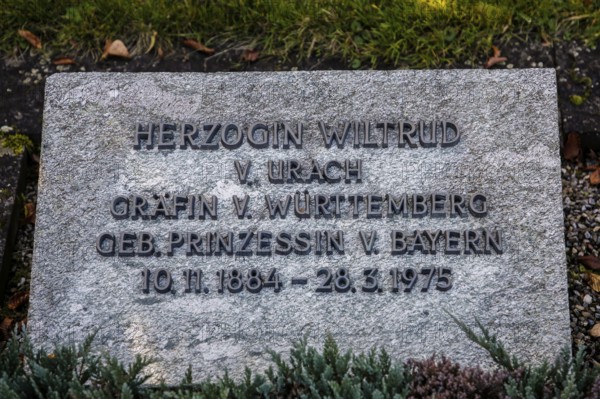 HERZOGIN WILTRUD
V. URACH
GRÄFIN V. WÜRTTEMBERG
GEB. PRINZESSIN V. BAYERN
10.11.1884 – 28.3.1975